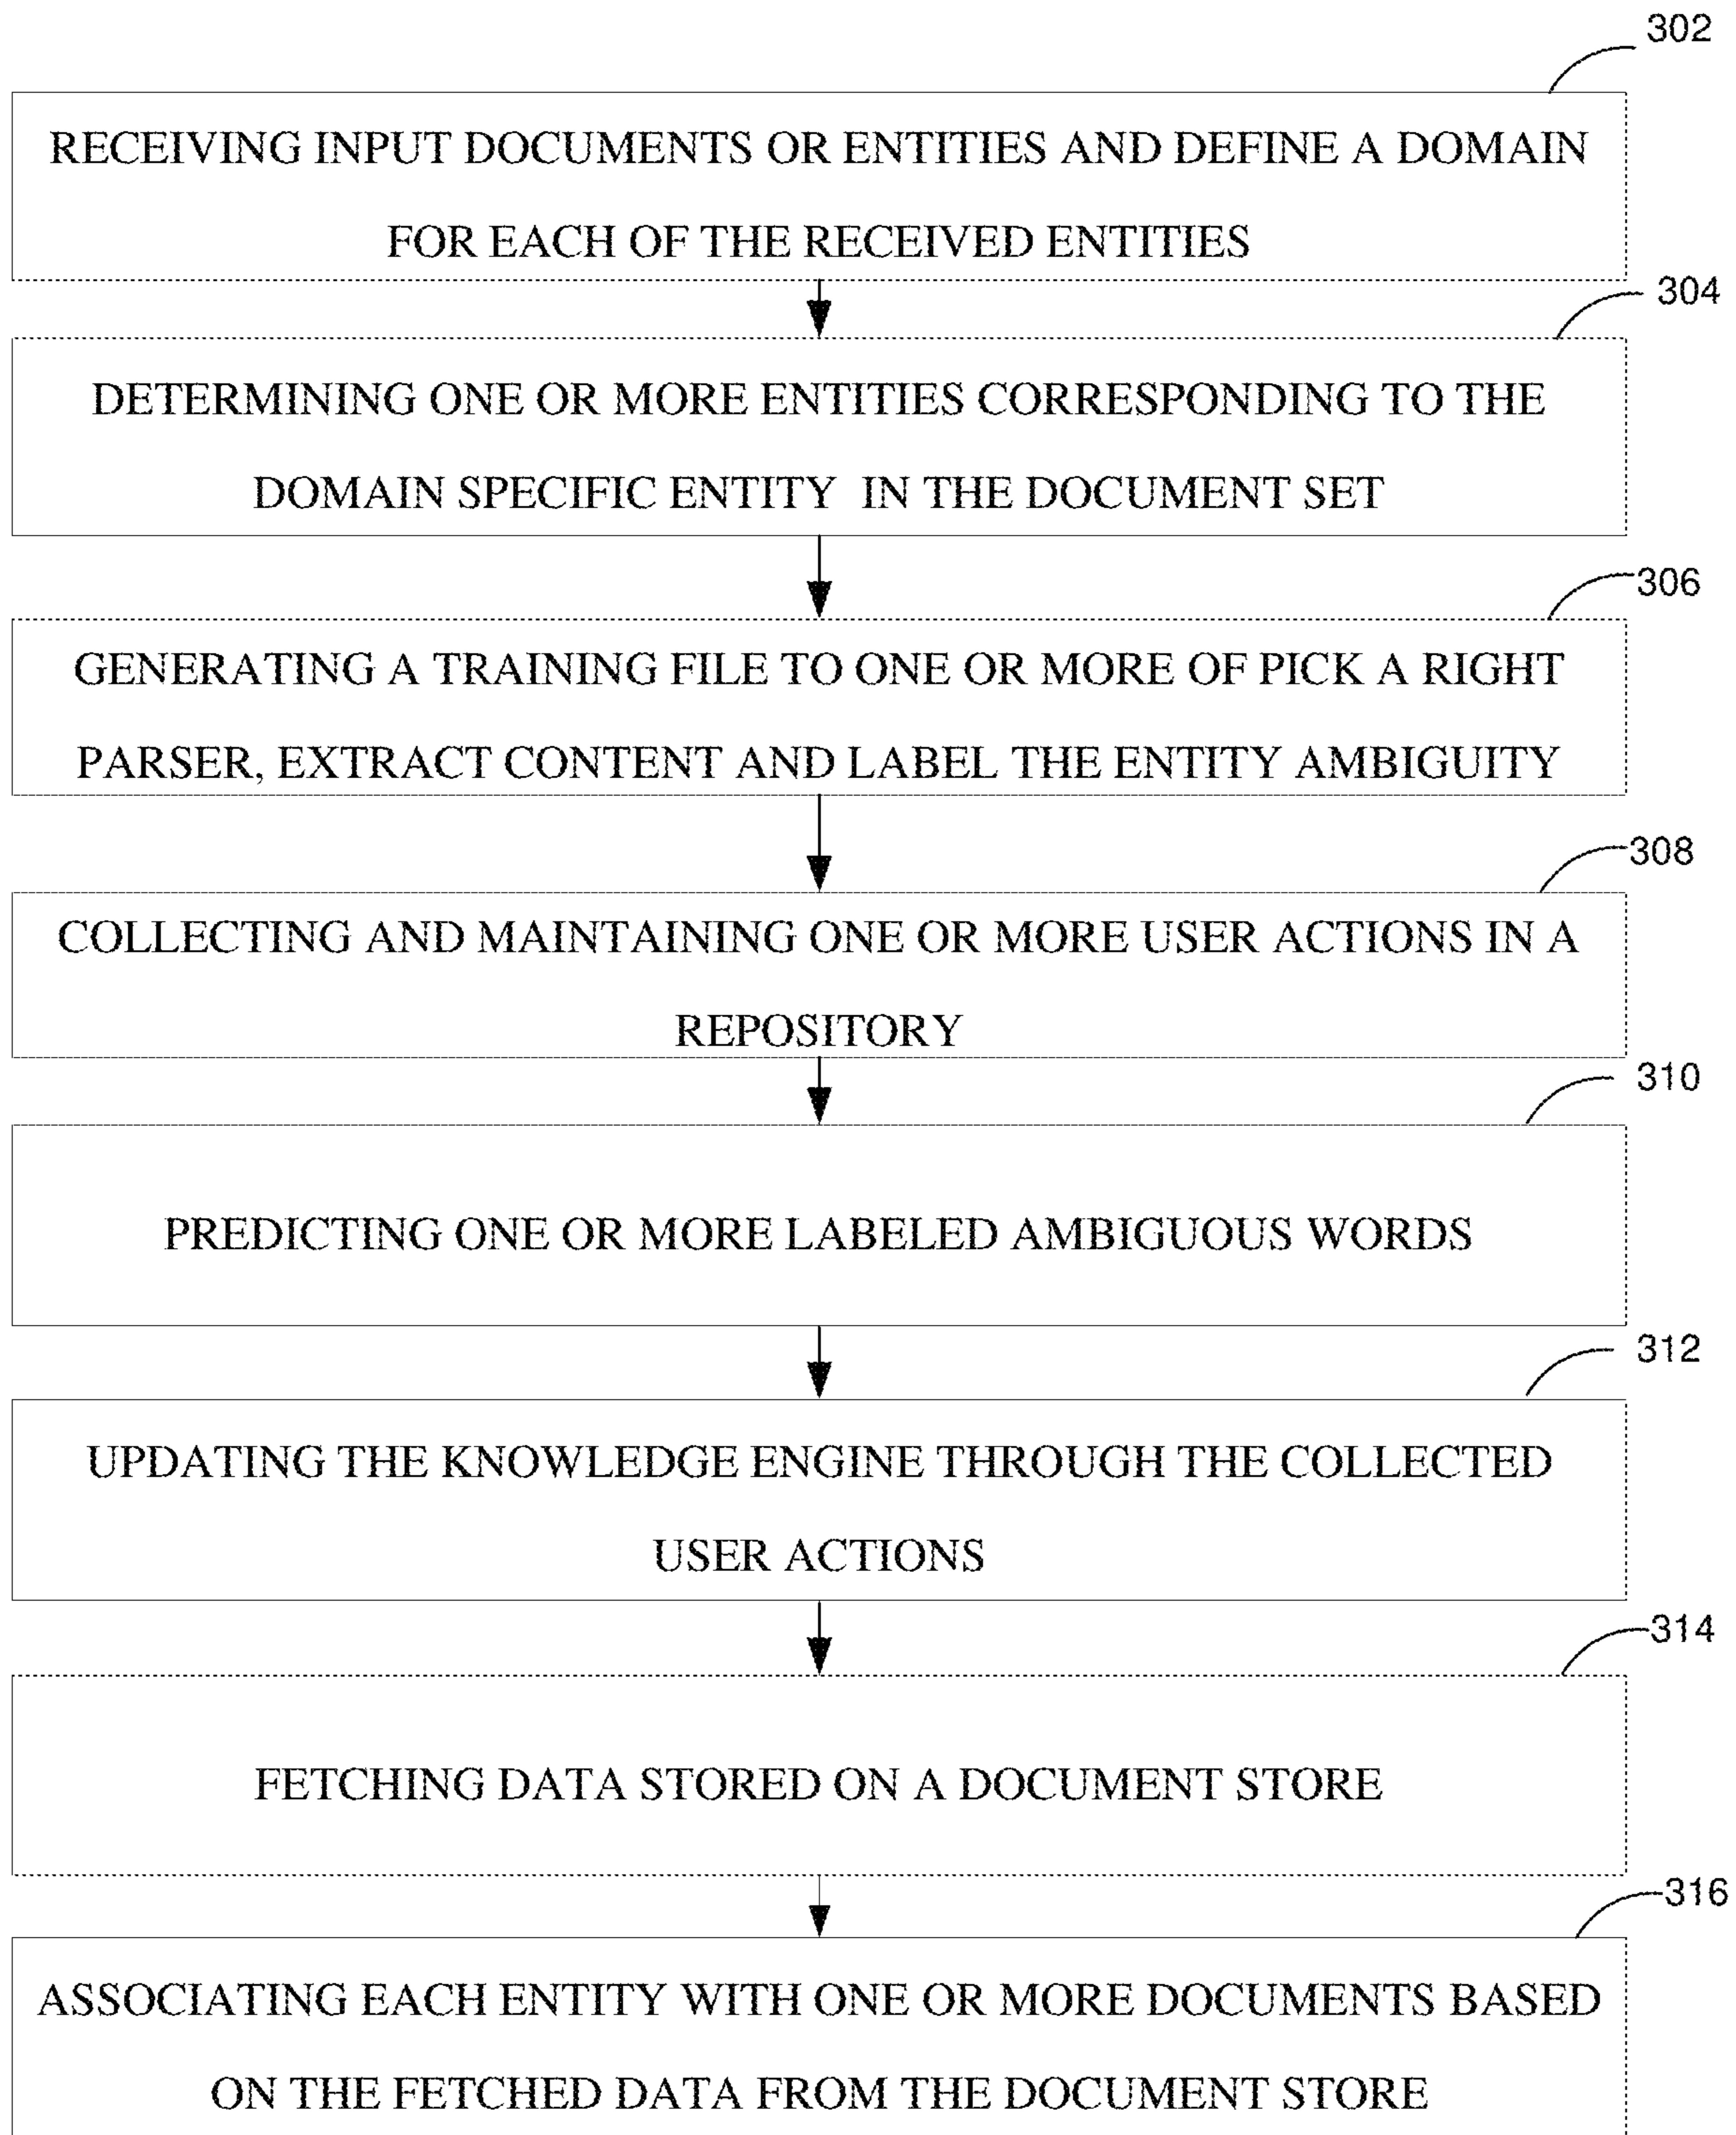 302
RECEIVING INPUT DOCUMENTS OR ENTITIES AND DEFINE A DOMAIN
FOR EACH OF THE RECEIVED ENTITIES
304
DETERMINING ONE OR MORE ENTITIES CORRESPONDING TO THE
DOMAIN SPECIFIC ENTITY IN THE DOCUMENT SET
306
GENERATING A TRAINING FILE TO ONE OR MORE OF PICK A RIGHT
PARSER, EXTRACT CONTENT AND LABEL THE ENTITY AMBIGUITY
308
COLLECTING AND MAINTAINING ONE OR MORE USER ACTIONS IN A
REPOSITORY
310
PREDICTING ONE OR MORE LABELED AMBIGUOUS WORDS
312
UPDATING THE KNOWLEDGE ENGINE THROUGH THE COLLECTED
USER ACTIONS
314
FETCHING DATA STORED ON A DOCUMENT STORE
316
ASSOCIATING EACH ENTITY WITH ONE OR MORE DOCUMENTS BASED
ON THE FETCHED DATA FROM THE DOCUMENT STORE